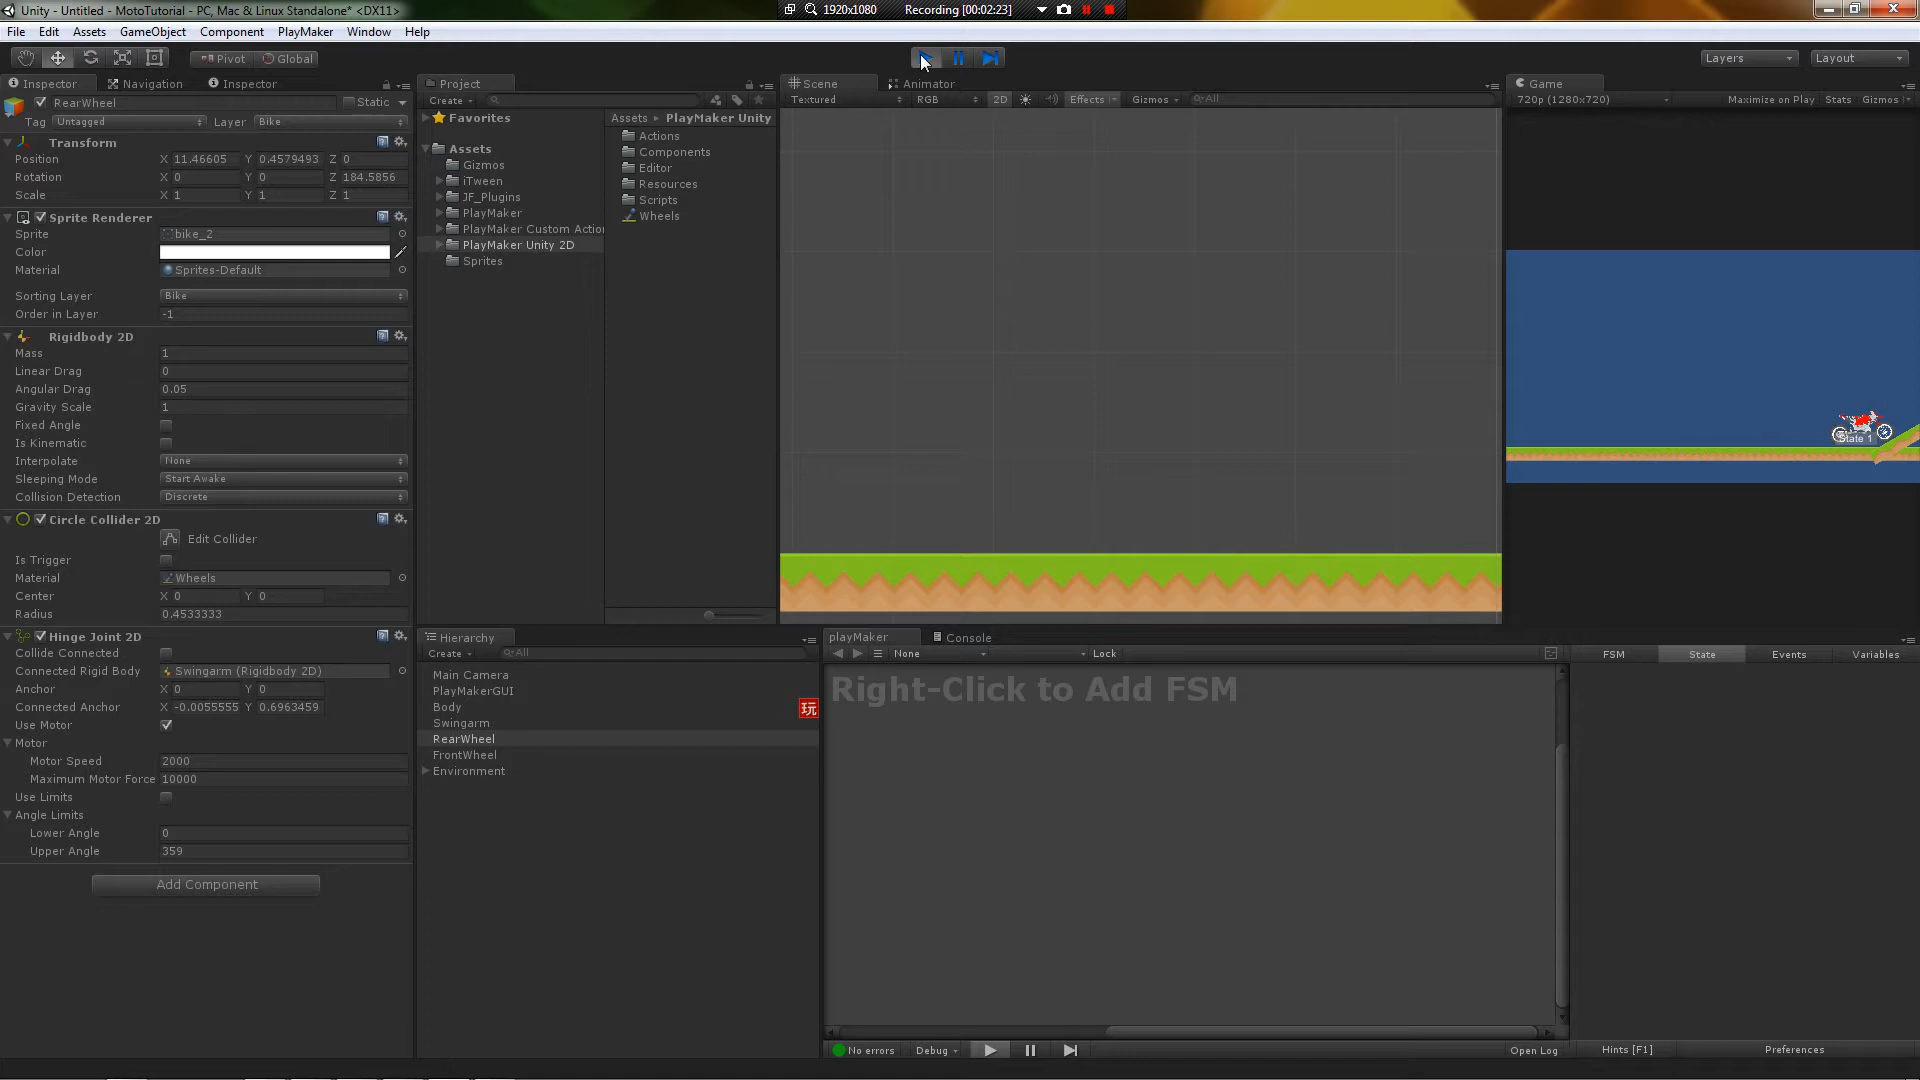 Unity - Untitled - MotoTutorial - PC, Mac & Linux Standalone* <DX11>
1920x1080
Recording [00:02:23]
File Edit Assets GameObject Component PlayMaker Window Help
Pivot Global
Layers
Layout
Inspector Navigation Inspector
RearWheel
Static
Tag Untagged Layer Bike
Transform
Position X 11.46605 Y 0.4579493 Z 0
Rotation X 0 Y 0 Z 184.5856
Scale X 1 Y 1 Z 1
Sprite Renderer
Sprite bike_2
Color
Material Sprites-Default
Sorting Layer Bike
Order in Layer -1
Rigidbody 2D
Mass 1
Linear Drag 0
Angular Drag 0.05
Gravity Scale 1
Fixed Angle
Is Kinematic
Interpolate None
Sleeping Mode Start Awake
Collision Detection Discrete
Circle Collider 2D
Edit Collider
Is Trigger
Material Wheels
Center X 0 Y 0
Radius 0.4533333
Hinge Joint 2D
Collide Connected
Connected Rigid Body Swingarm (Rigidbody 2D)
Anchor X 0 Y 0
Connected Anchor X -0.0055555 Y 0.6963459
Use Motor
Motor
Motor Speed 2000
Maximum Motor Force 10000
Use Limits
Angle Limits
Lower Angle 0
Upper Angle 359
Add Component
Project
Create
Favorites
Assets
Gizmos
iTween
JF_Plugins
PlayMaker
PlayMaker Custom Actio
PlayMaker Unity 2D
Sprites
Assets ▸ PlayMaker Unity
Actions
Components
Editor
Resources
Scripts
Wheels
Scene Animator
Textured RGB 2D Effects Gizmos All
Game
720p (1280x720) Maximize on Play Stats Gizmos
State 1
Hierarchy
Create All
Main Camera
PlayMakerGUI
Body
玩
Swingarm
RearWheel
FrontWheel
Environment
playMaker Console
None Lock
Right-Click to Add FSM
FSM State Events Variables
No errors Debug Open Log
Hints [F1] Preferences